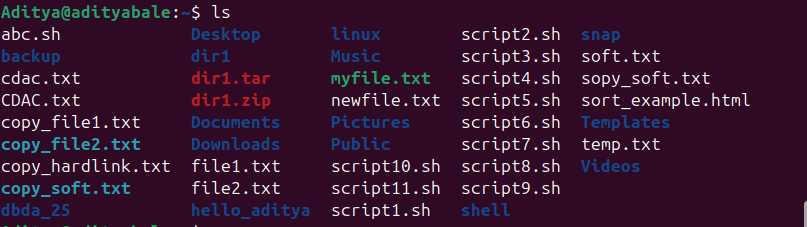 Aditya@adityabale:~$ ls
abc.sh Desktop linux script2.sh snap
backup dir1 Music script3.sh soft.txt
cdac.txt dir1.tar myfile.txt script4.sh sopy_soft.txt
CDAC.txt dir1.zip newfile.txt script5.sh sort_example.html
copy_file1.txt Documents Pictures script6.sh Templates
copy_file2.txt Downloads Public script7.sh temp.txt
copy_hardlink.txt file1.txt script10.sh script8.sh Videos
copy_soft.txt file2.txt script11.sh script9.sh
dbda_25 hello_aditya script1.sh shell